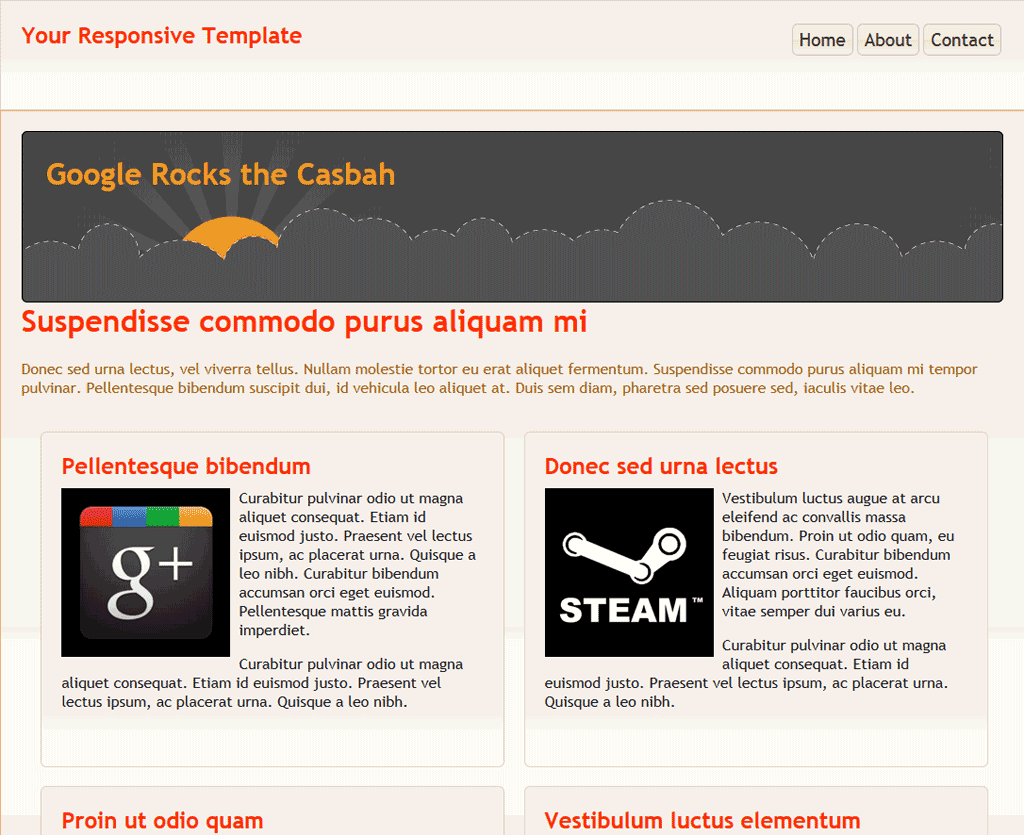 Your Responsive Template
Home About Contact
Google Rocks the Casbah
Suspendisse commodo purus aliquam mi
Donec sed urna lectus, vel viverra tellus. Nullam molestie tortor eu erat aliquet fermentum. Suspendisse commodo purus aliquam mi tempor
pulvinar. Pellentesque bibendum suscipit dui, id vehicula leo aliquet at. Duis sem diam, pharetra sed posuere sed, iaculis vitae leo.
Pellentesque bibendum
g+
Curabitur pulvinar odio ut magna
aliquet consequat. Etiam id
euismod justo. Praesent vel lectus
ipsum, ac placerat urna. Quisque a
leo nibh. Curabitur bibendum
accumsan orci eget euismod.
Pellentesque mattis gravida
imperdiet.
Curabitur pulvinar odio ut magna
aliquet consequat. Etiam id euismod justo. Praesent vel
lectus ipsum, ac placerat urna. Quisque a leo nibh.
Donec sed urna lectus
STEAM™
Vestibulum luctus augue at arcu
eleifend ac convallis massa
bibendum. Proin ut odio quam, eu
feugiat risus. Curabitur bibendum
accumsan orci eget euismod.
Aliquam porttitor faucibus orci,
vitae semper dui varius eu.
Curabitur pulvinar odio ut magna
aliquet consequat. Etiam id
euismod justo. Praesent vel lectus ipsum, ac placerat urna.
Quisque a leo nibh.
Proin ut odio quam
Vestibulum luctus elementum